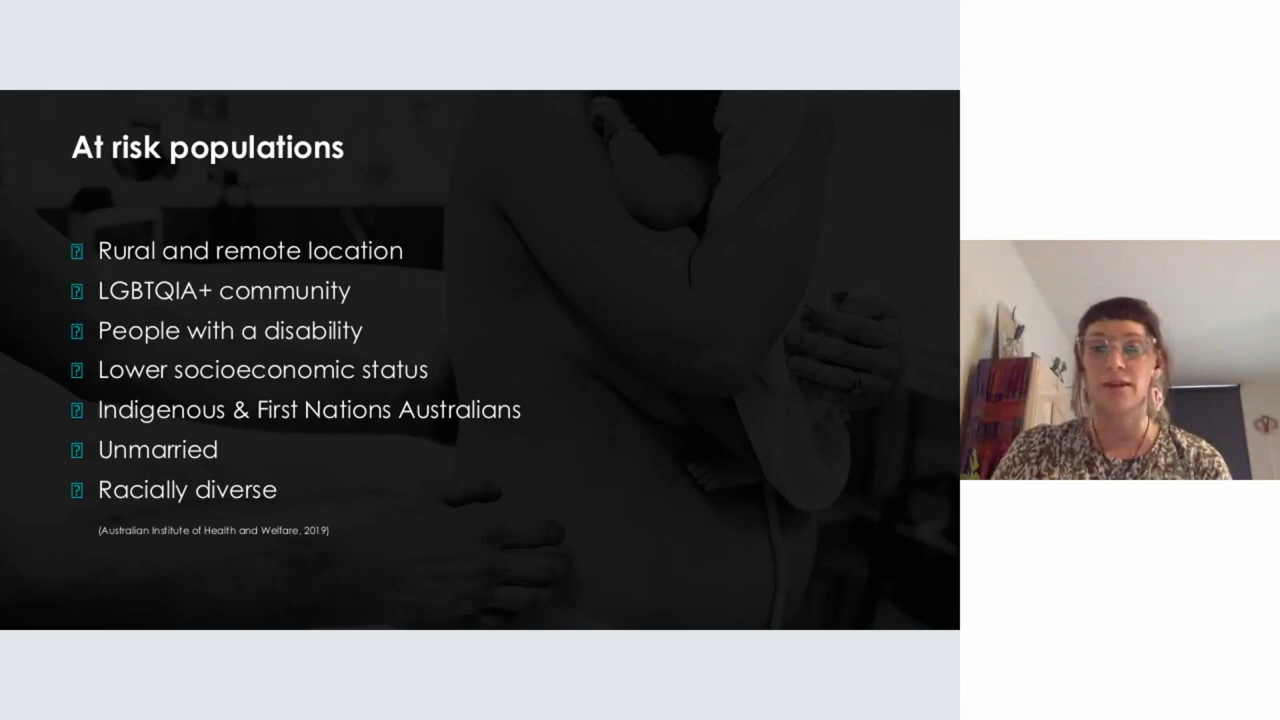 At risk populations
Rural and remote location
LGBTQIA+ community
People with a disability
Lower socioeconomic status
Indigenous & First Nations Australians
Unmarried
Racially diverse
(Australian Institute of Health and Welfare, 2019)